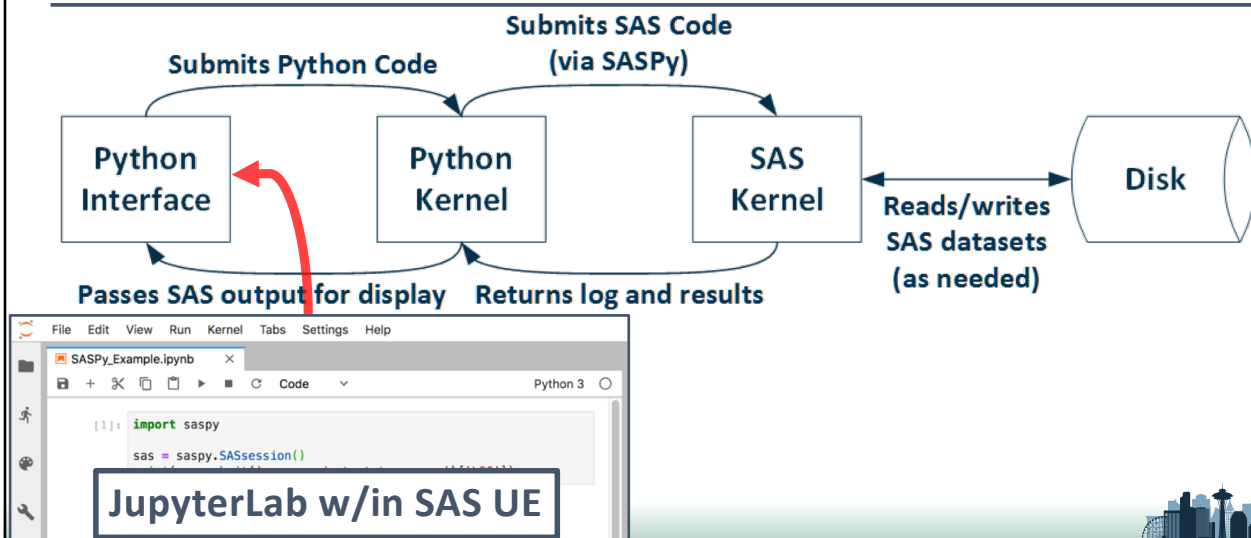 Submits SAS Code
(via SASPy)
Submits Python Code
Python
Interface
Python
Kernel
SAS
Kernel
Disk
Reads/writes
SAS datasets
(as needed)
Passes SAS output for display
Returns log and results
File Edit View Run Kernel Tabs Settings Help
SASPy_Example.ipynb
Code
Python 3
[1]: import saspy
sas = saspy.SASsession()
JupyterLab w/in SAS UE